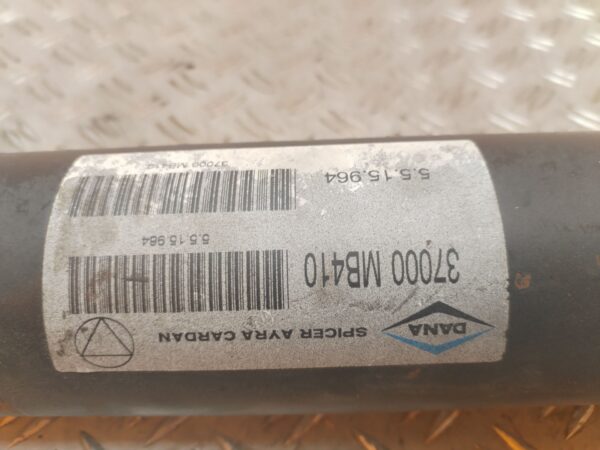 DANA
SPICER AYRA CARDAN
37000 MB410
5.5.15.964
5.5.15.964
37000 MB410